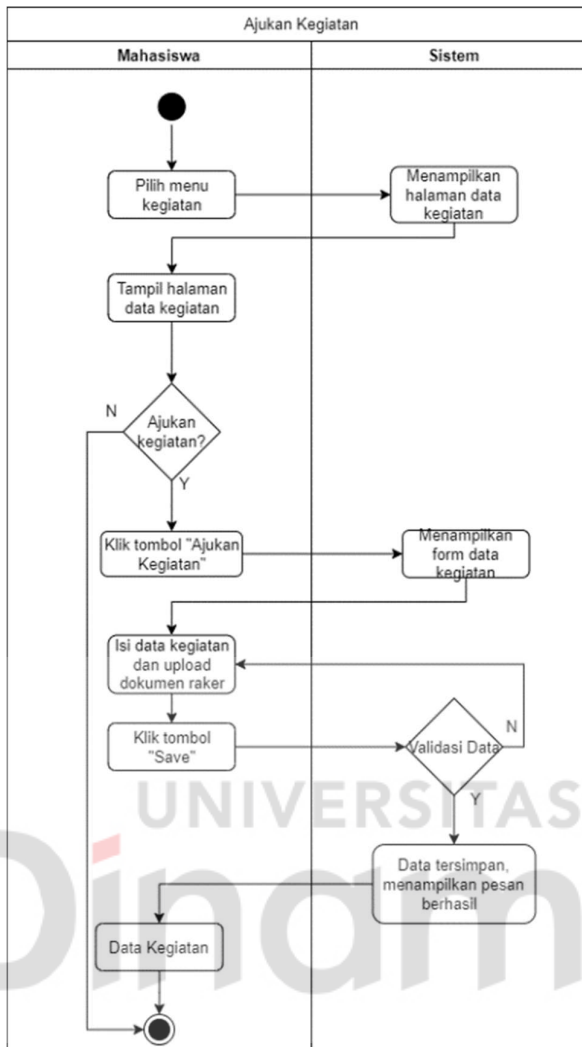 Ajukan Kegiatan
Mahasiswa
Sistem
Pilih menu
kegiatan
Menampilkan
halaman data
kegiatan
Tampil halaman
data kegiatan
N
Ajukan
kegiatan?
Y
Klik tombol "Ajukan
Kegiatan"
Menampilkan
form data
kegiatan
Isi data kegiatan
dan upload
dokumen raker
N
Klik tombol
"Save"
Validasi Data
Y
UNIVERSITAS
Dinam
Data tersimpan,
menampilkan pesan
berhasil
Data Kegiatan